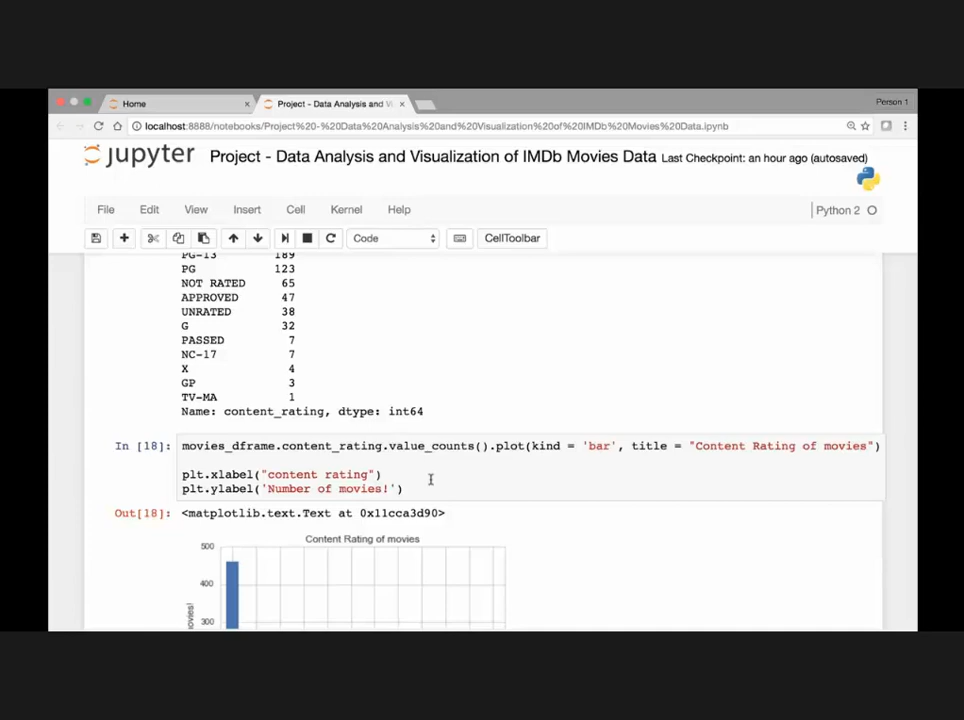 Home
Project - Data Analysis and Vi
Person 1
localhost:8888/notebooks/Project%20-%20Data%20Analysis%20and%20Visualization%20of%20IMDb%20Movies%20Data.ipynb
jupyter Project - Data Analysis and Visualization of IMDb Movies Data Last Checkpoint: an hour ago (autosaved)
File Edit View Insert Cell Kernel Help Python 2
Code CellToolbar
PG-13 189
PG 123
NOT RATED 65
APPROVED 47
UNRATED 38
G 32
PASSED 7
NC-17 7
X 4
GP 3
TV-MA 1
Name: content_rating, dtype: int64
In [18]: movies_dframe.content_rating.value_counts().plot(kind = 'bar', title = "Content Rating of movies")
plt.xlabel("content rating")
plt.ylabel('Number of movies!')
Out[18]: <matplotlib.text.Text at 0x11cca3d90>
Content Rating of movies
500
400
300
ovies!